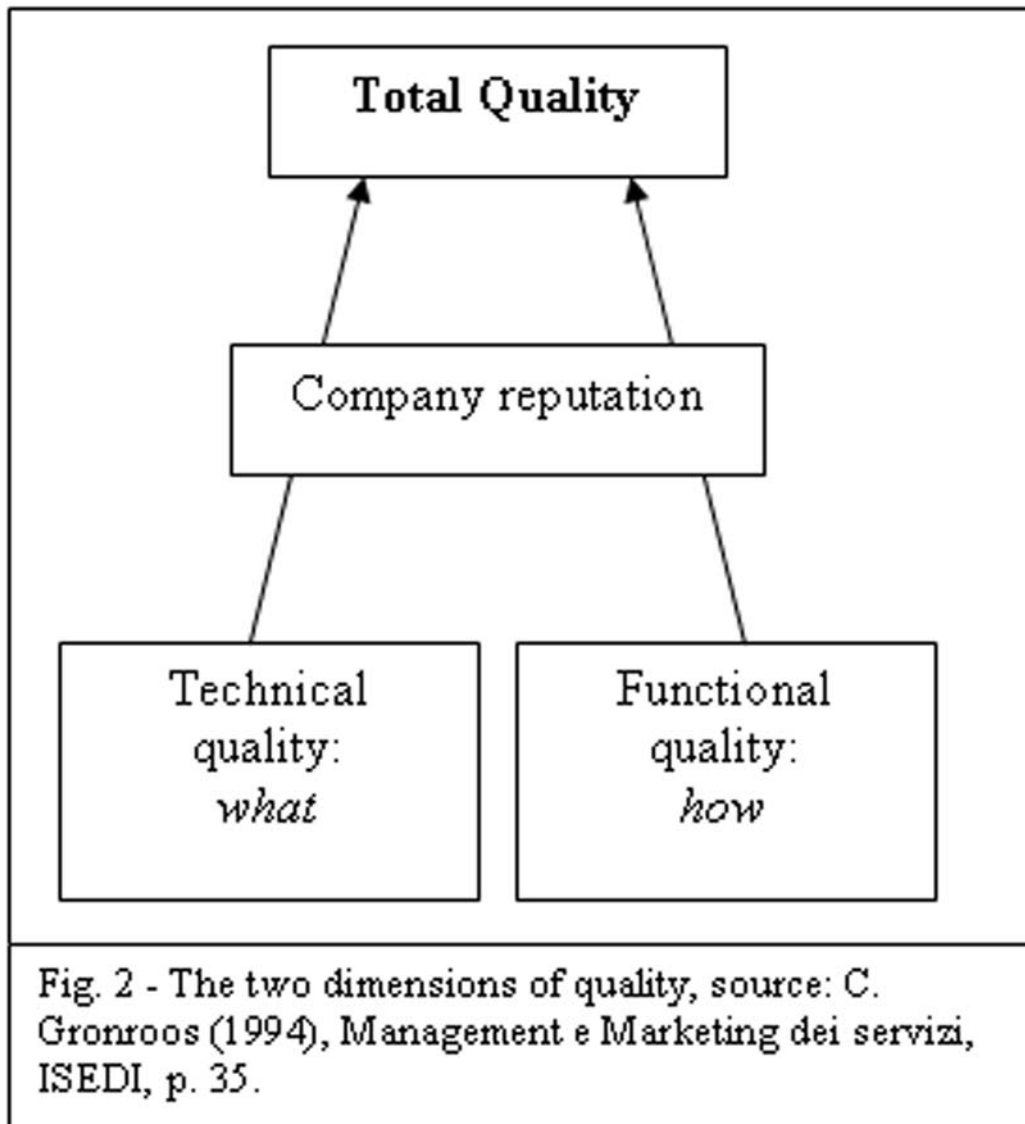 Total Quality
Company reputation
Technical
quality:
what
Functional
quality:
how
Fig. 2 - The two dimensions of quality, source: C.
Gronroos (1994), Management e Marketing dei servizi,
ISEDI, p. 35.